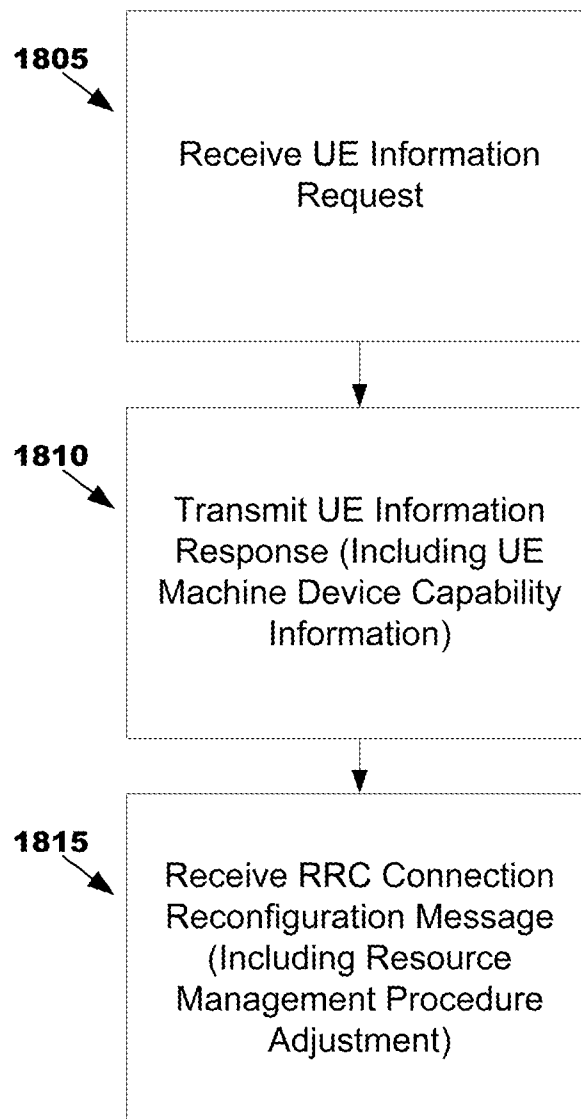 1805
Receive UE Information
Request
1810
Transmit UE Information
Response (Including UE
Machine Device Capability
Information)
1815
Receive RRC Connection
Reconfiguration Message
(Including Resource
Management Procedure
Adjustment)